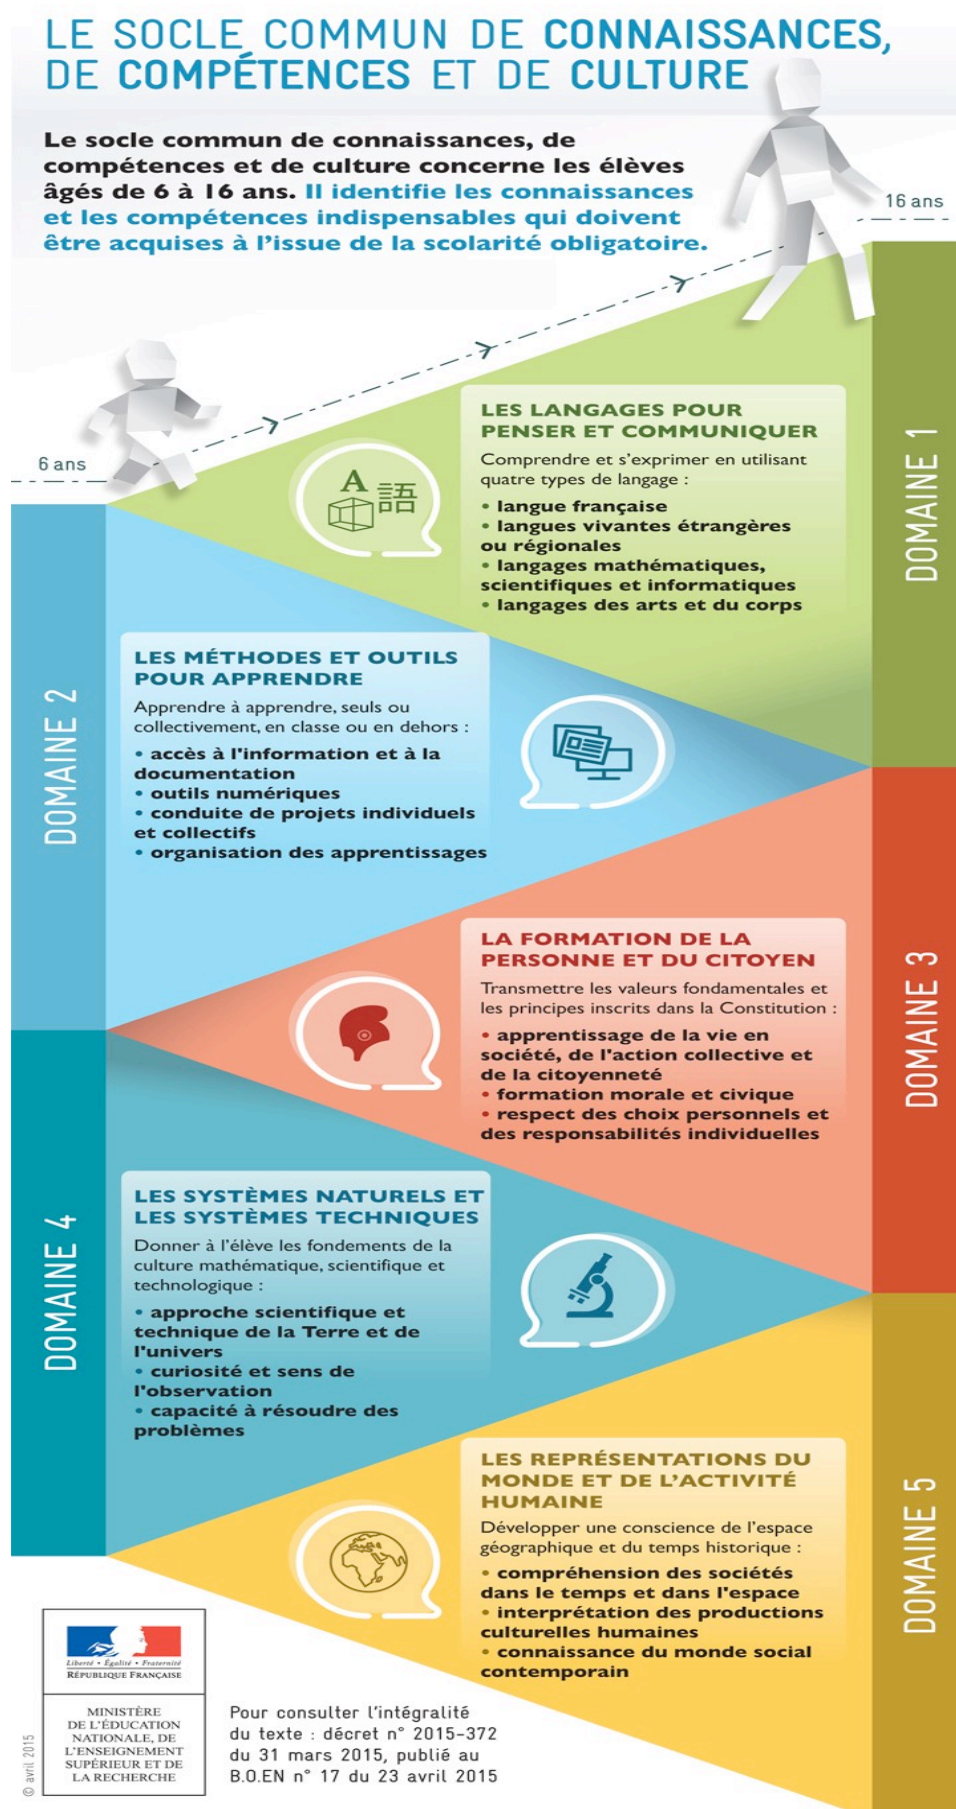 LE SOCLE COMMUN DE CONNAISSANCES,
DE COMPÉTENCES ET DE CULTURE
Le socle commun de connaissances, de
compétences et de culture concerne les élèves
âgés de 6 à 16 ans. Il identifie les connaissances
et les compétences indispensables qui doivent
être acquises à l'issue de la scolarité obligatoire.
16 ans
6 ans
DOMAINE 1
LES LANGAGES POUR
PENSER ET COMMUNIQUER
Comprendre et s'exprimer en utilisant
quatre types de langage :
• langue française
• langues vivantes étrangères
ou régionales
• langages mathématiques,
scientifiques et informatiques
• langages des arts et du corps
A 語
DOMAINE 2
LES MÉTHODES ET OUTILS
POUR APPRENDRE
Apprendre à apprendre, seuls ou
collectivement, en classe ou en dehors :
• accès à l'information et à la
documentation
• outils numériques
• conduite de projets individuels
et collectifs
• organisation des apprentissages
DOMAINE 3
LA FORMATION DE LA
PERSONNE ET DU CITOYEN
Transmettre les valeurs fondamentales et
les principes inscrits dans la Constitution :
• apprentissage de la vie en
société, de l'action collective et
de la citoyenneté
• formation morale et civique
• respect des choix personnels et
des responsabilités individuelles
DOMAINE 4
LES SYSTÈMES NATURELS ET
LES SYSTÈMES TECHNIQUES
Donner à l'élève les fondements de la
culture mathématique, scientifique et
technologique :
• approche scientifique et
technique de la Terre et de
l'univers
• curiosité et sens de
l'observation
• capacité à résoudre des
problèmes
DOMAINE 5
LES REPRÉSENTATIONS DU
MONDE ET DE L'ACTIVITÉ
HUMAINE
Développer une conscience de l'espace
géographique et du temps historique :
• compréhension des sociétés
dans le temps et dans l'espace
• interprétation des productions
culturelles humaines
• connaissance du monde social
contemporain
Liberté • Égalité • Fraternité
RÉPUBLIQUE FRANÇAISE
MINISTÈRE
DE L'ÉDUCATION
NATIONALE, DE
L'ENSEIGNEMENT
SUPÉRIEUR ET DE
LA RECHERCHE
© avril 2015
Pour consulter l'intégralité
du texte : décret n° 2015-372
du 31 mars 2015, publié au
B.O.EN n° 17 du 23 avril 2015